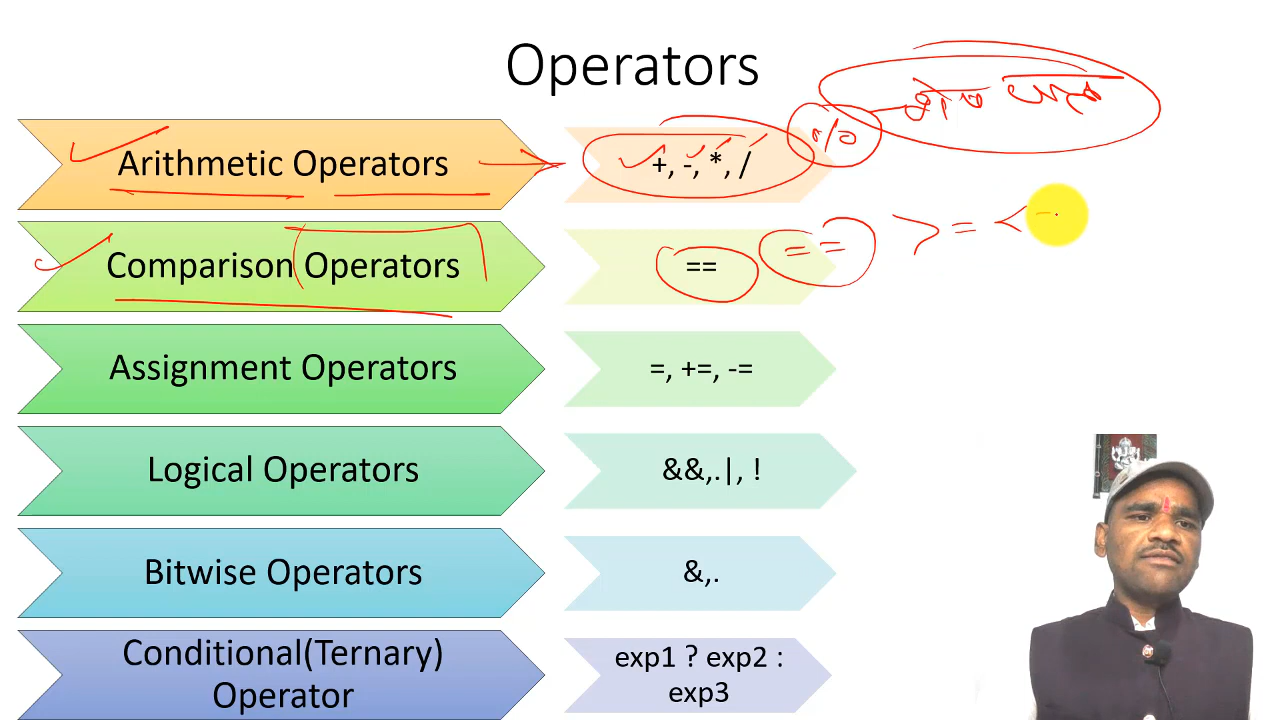 Operators
Arithmetic Operators
+, -, *, /
%
शेष
Comparison Operators
==
== >= <=
Assignment Operators
=, +=, -=
Logical Operators
&&,.|, !
Bitwise Operators
&,.
Conditional(Ternary)
Operator
exp1 ? exp2 :
exp3